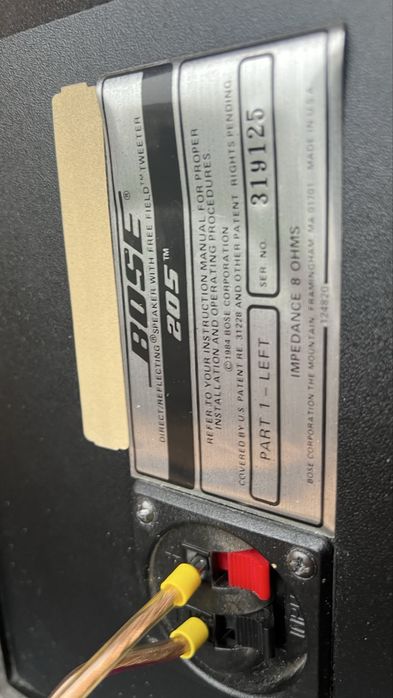 BOSE®
DIRECT/REFLECTING® SPEAKER WITH FREE FIELD™ TWEETER
205™
REFER TO YOUR INSTRUCTION MANUAL FOR PROPER
INSTALLATION AND OPERATING PROCEDURES
©1984 BOSE CORPORATION
COVERED BY U.S. PATENT RE. 31228 AND OTHER PATENT RIGHTS PENDING.
PART 1 - LEFT
SER. NO. 319125
IMPEDANCE 8 OHMS
BOSE CORPORATION THE MOUNTAIN, FRAMINGHAM, MA 01701 MADE IN U.S.A.
124820